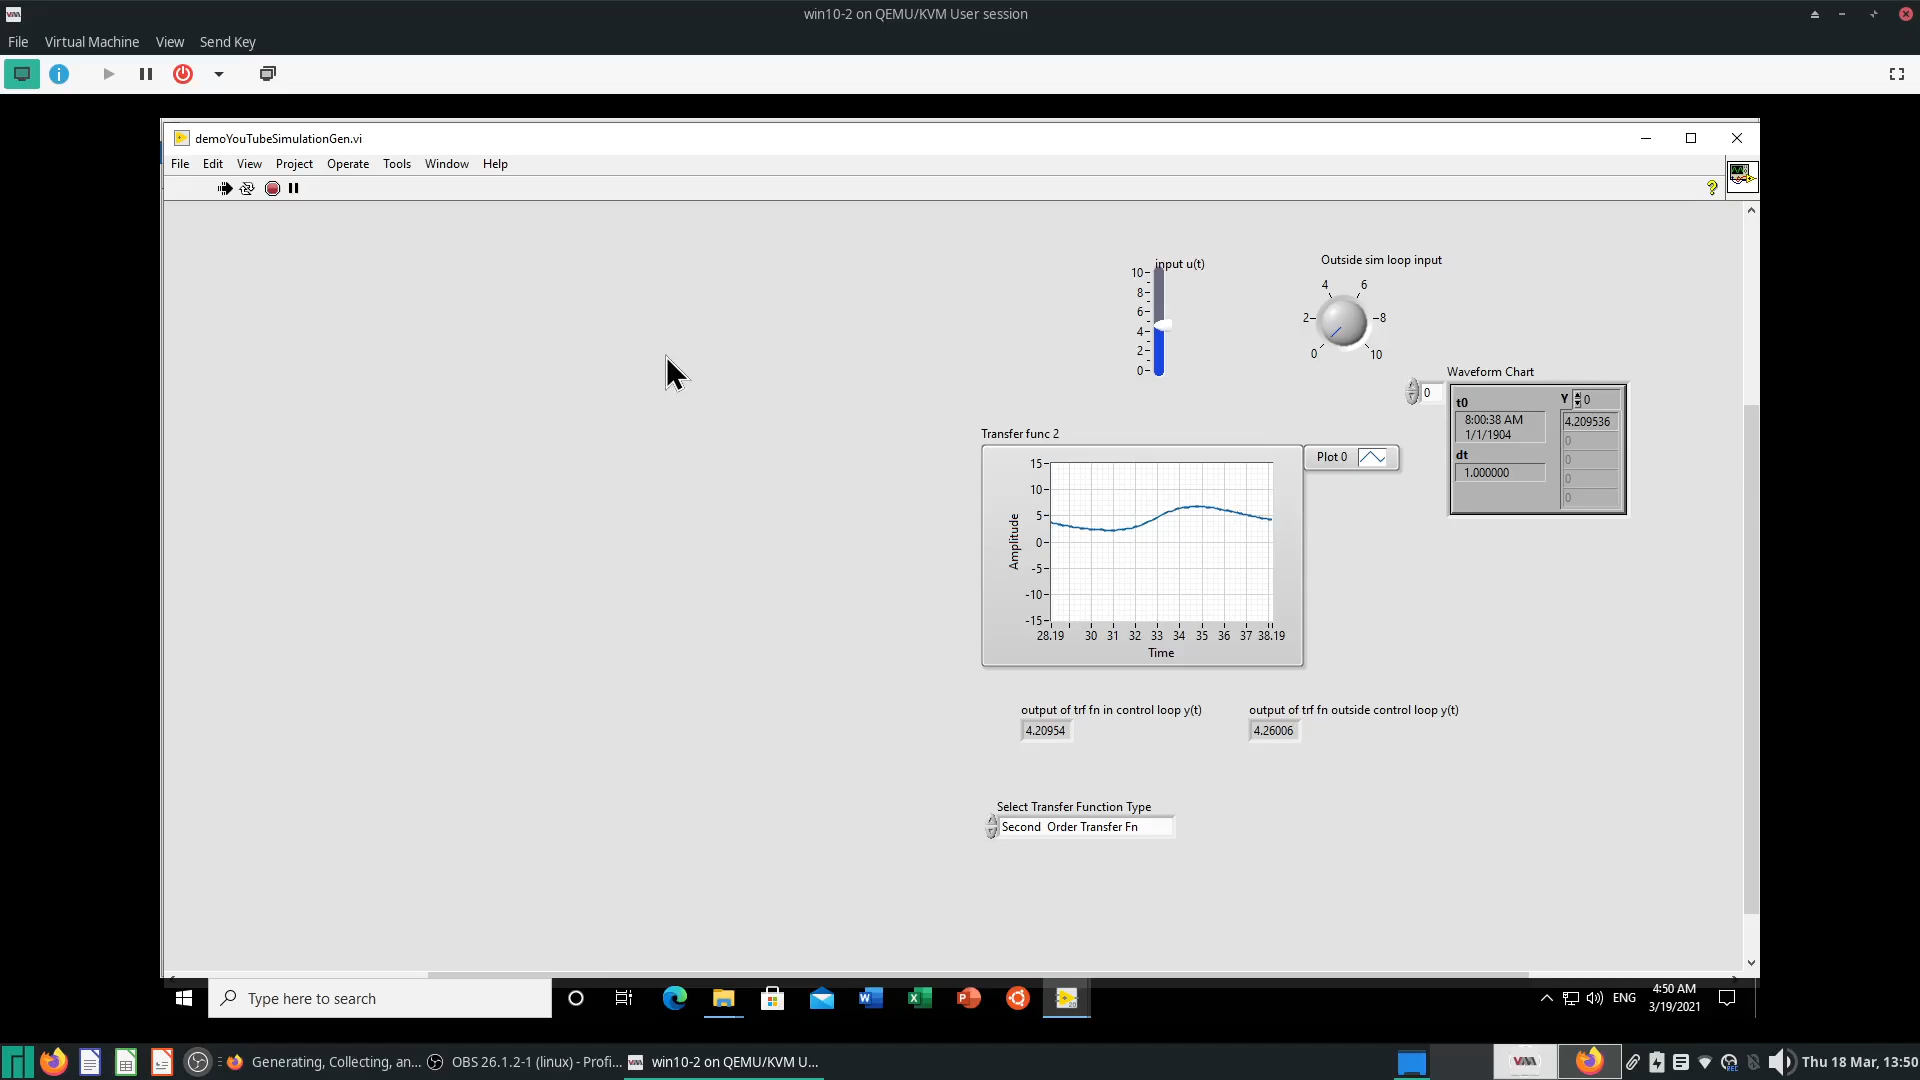 win10-2 on QEMU/KVM User session
File Virtual Machine View Send Key
demoYouTubeSimulationGen.vi
File Edit View Project Operate Tools Window Help
input u(t)
10
8
6
4
2
0
Outside sim loop input
4 6
2 8
0 10
Waveform Chart
0
t0
8:00:38 AM
1/1/1904
dt
1.000000
Y 0
4.209536
0
0
0
0
Transfer func 2
Plot 0
Amplitude
15
10
5
0
-5
-10
-15
28.19 30 31 32 33 34 35 36 37 38.19
Time
output of trf fn in control loop y(t)
4.20954
output of trf fn outside control loop y(t)
4.26006
Select Transfer Function Type
Second  Order Transfer Fn
Type here to search
ENG
4:50 AM
3/19/2021
Generating, Collecting, an...
OBS 26.1.2-1 (linux) - Profi...
win10-2 on QEMU/KVM U...
Thu 18 Mar, 13:50